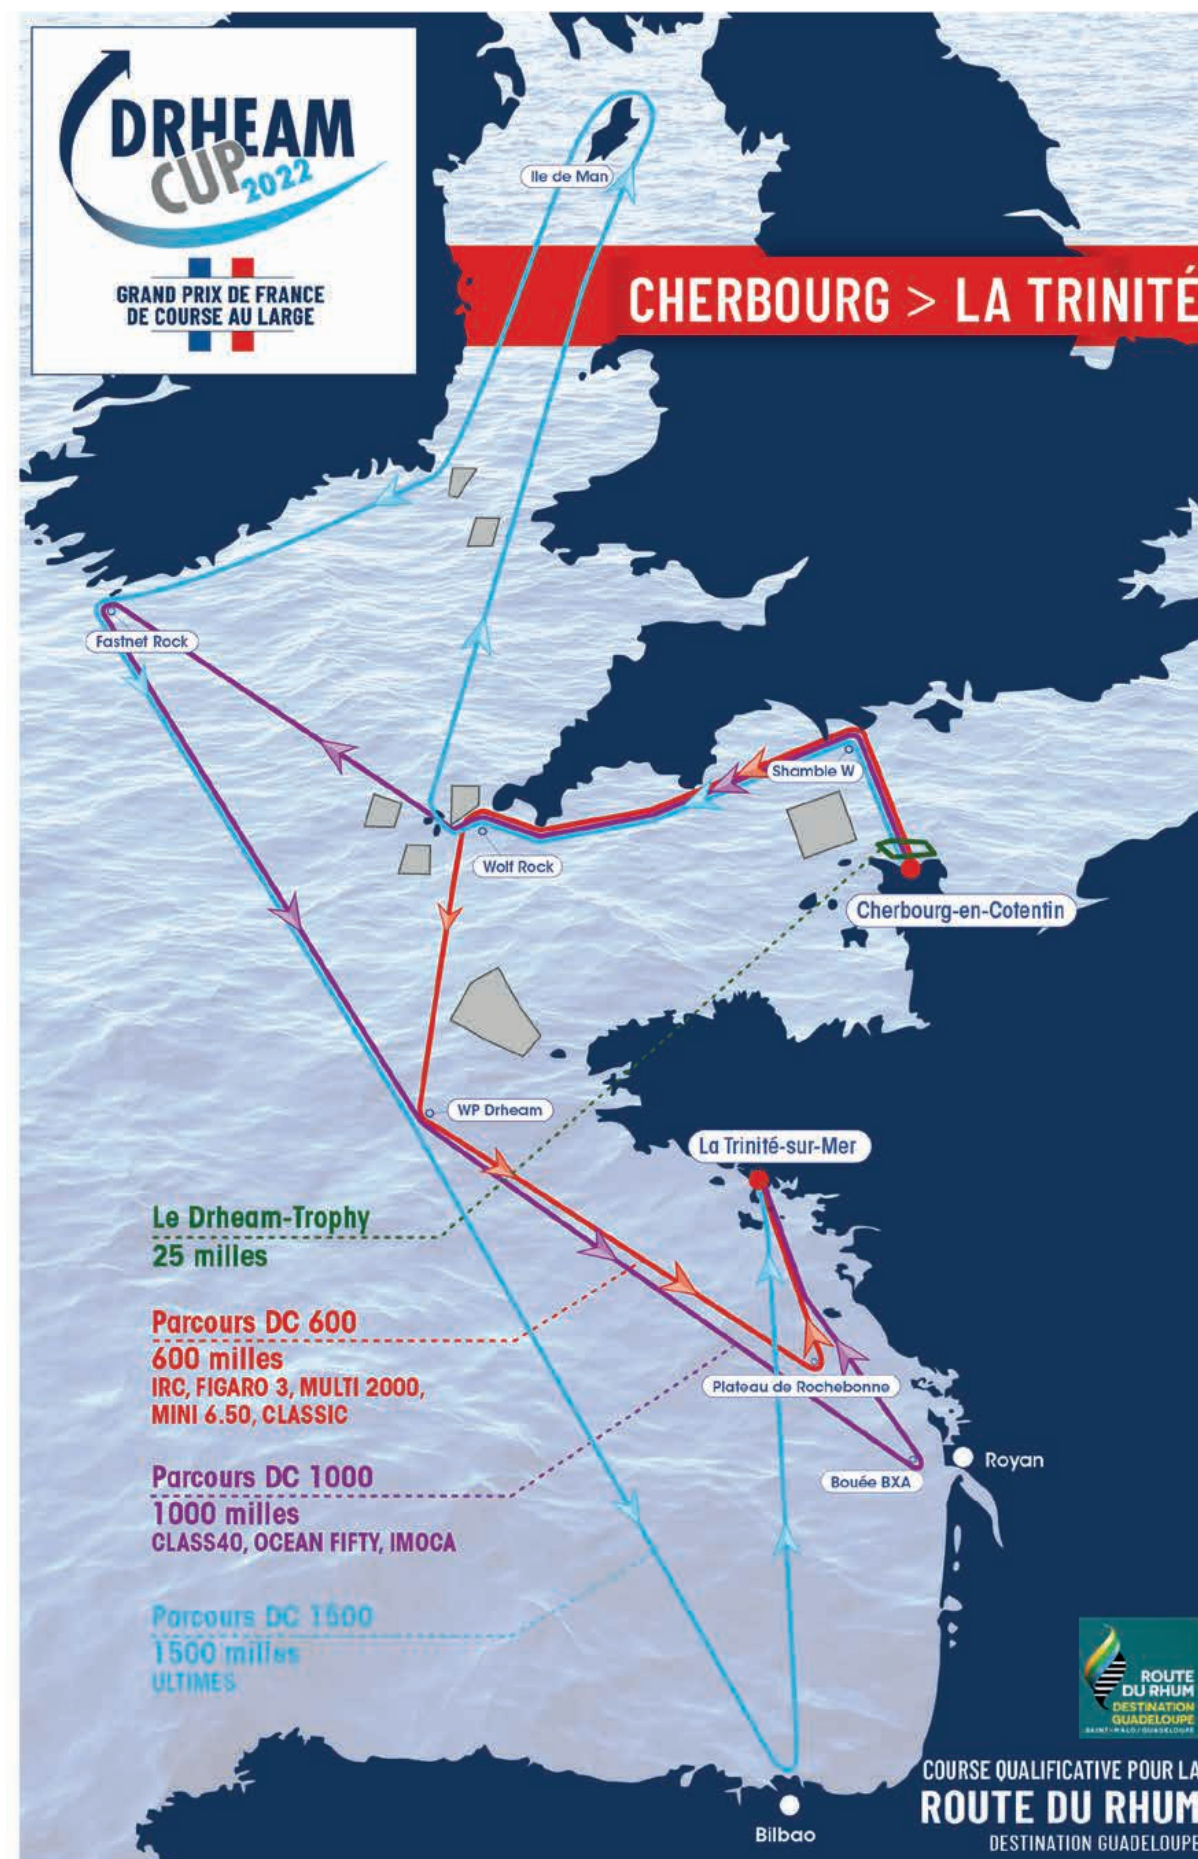 DRHEAM
CUP 2022
GRAND PRIX DE FRANCE
DE COURSE AU LARGE
Ile de Man
CHERBOURG > LA TRINITÉ
Fastnet Rock
Shamble W
Wolf Rock
Cherbourg-en-Cotentin
WP Drheam
La Trinité-sur-Mer
Le Drheam-Trophy
25 milles
Parcours DC 600
600 milles
IRC, FIGARO 3, MULTI 2000,
MINI 6.50, CLASSIC
Plateau de Rochebonne
Royan
Bouée BXA
Parcours DC 1000
1000 milles
CLASS40, OCEAN FIFTY, IMOCA
Parcours DC 1500
1500 milles
ULTIMES
ROUTE
DU RHUM
DESTINATION
GUADELOUPE
SAINT-MALO/GUADELOUPE
COURSE QUALIFICATIVE POUR LA
ROUTE DU RHUM
DESTINATION GUADELOUPE
Bilbao